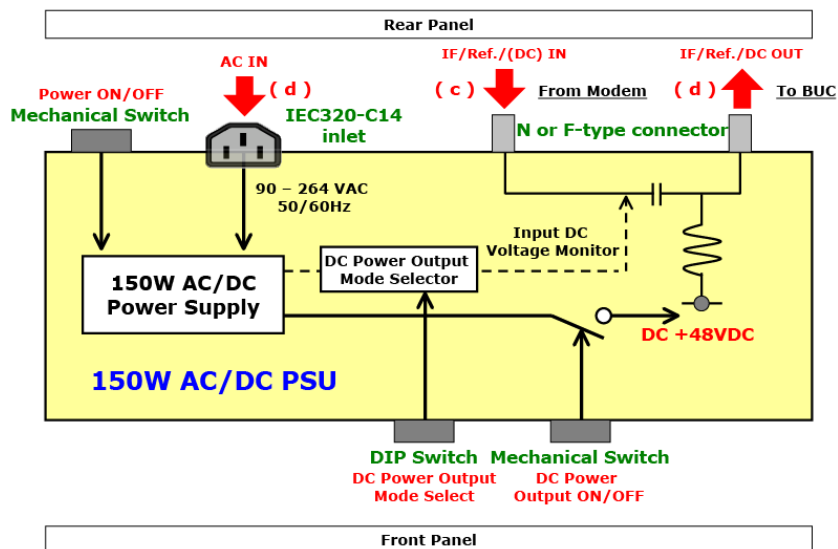 Rear Panel
AC IN
( d )
IF/Ref./(DC) IN
( c )
From Modem
IF/Ref./DC OUT
( d )
To BUC
Power ON/OFF
Mechanical Switch
IEC320-C14
inlet
N or F-type connector
90 – 264 VAC
50/60Hz
Input DC
Voltage Monitor
DC Power Output
Mode Selector
150W AC/DC
Power Supply
DC +48VDC
150W AC/DC PSU
DIP Switch
DC Power Output
Mode Select
Mechanical Switch
DC Power
Output ON/OFF
Front Panel